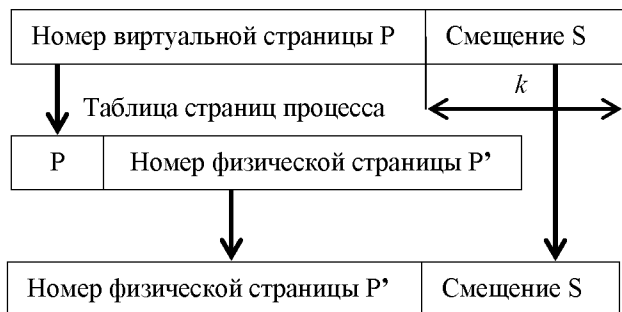 Номер виртуальной страницы P Смещение S
k
Таблица страниц процесса
P Номер физической страницы P’
Номер физической страницы P’ Смещение S